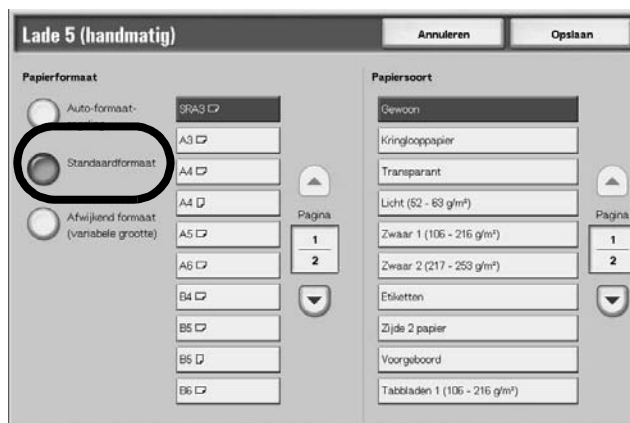 Lade 5 (handmatig)
Annuleren
Opslaan
Papierformaat
Papiersoort
Auto-formaat-
Standaardformaat
Afwijkend formaat
(variabele grootte)
SRA3
A3
A4
A4
A5
A6
B4
B5
B5
B6
Pagina
1
2
Gewoon
Kringlooppapier
Transparant
Licht (52 - 63 g/m²)
Zwaar 1 (106 - 216 g/m²)
Zwaar 2 (217 - 253 g/m²)
Etiketten
Zijde 2 papier
Voorgeboord
Tabbladen 1 (106 - 216 g/m²)
Pagina
1
2